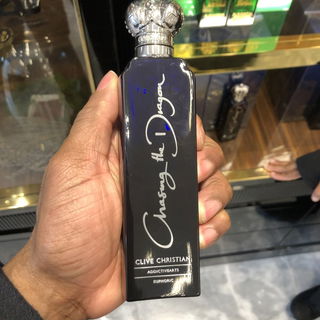 Chasing the Dragon
CLIVE CHRISTIAN
ADDICTIVE ARTS
EUPHORIC